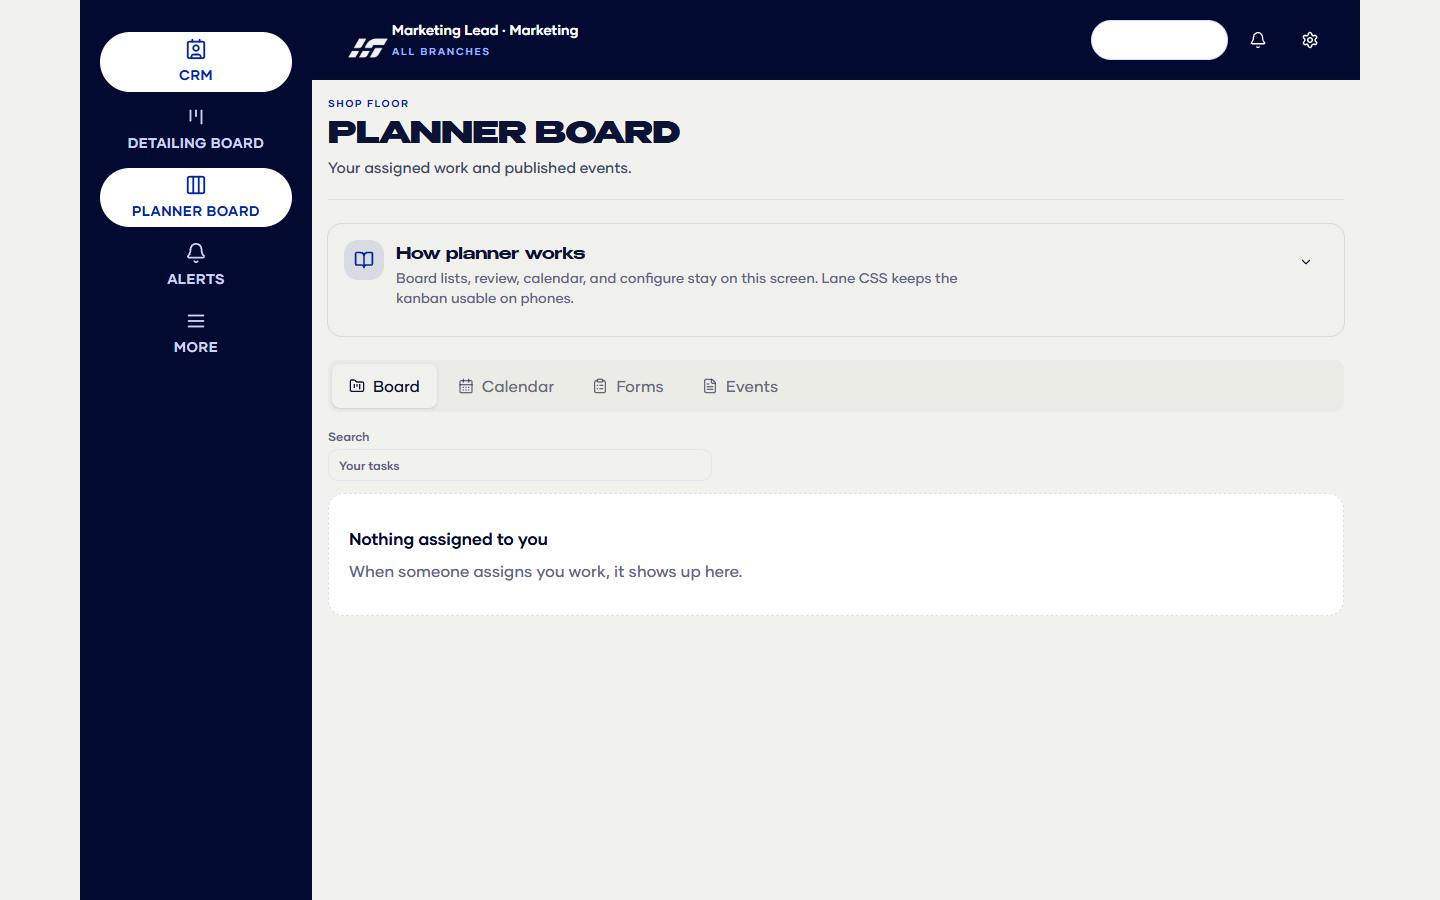 CRM
DETAILING BOARD
PLANNER BOARD
ALERTS
MORE
Marketing Lead · Marketing
ALL BRANCHES
SHOP FLOOR
PLANNER BOARD
Your assigned work and published events.
How planner works
Board lists, review, calendar, and configure stay on this screen. Lane CSS keeps the
kanban usable on phones.
Board
Calendar
Forms
Events
Search
Your tasks
Nothing assigned to you
When someone assigns you work, it shows up here.